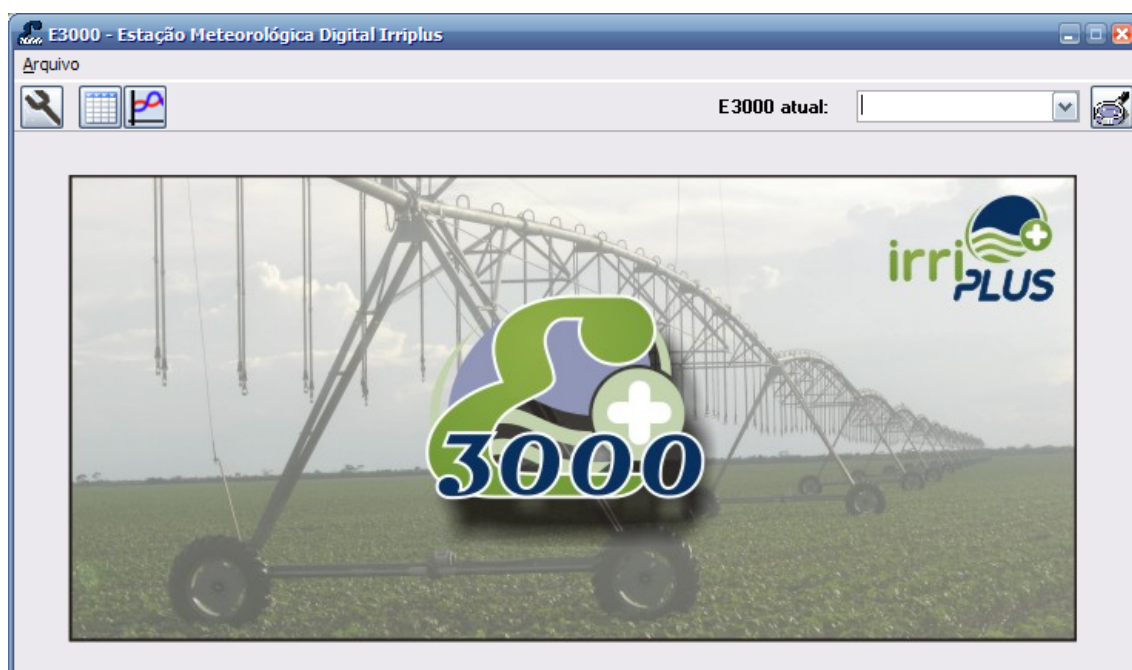 E3000 - Estação Meteorológica Digital Irriplus
Arquivo
E3000 atual:
irri
PLUS
E
3000